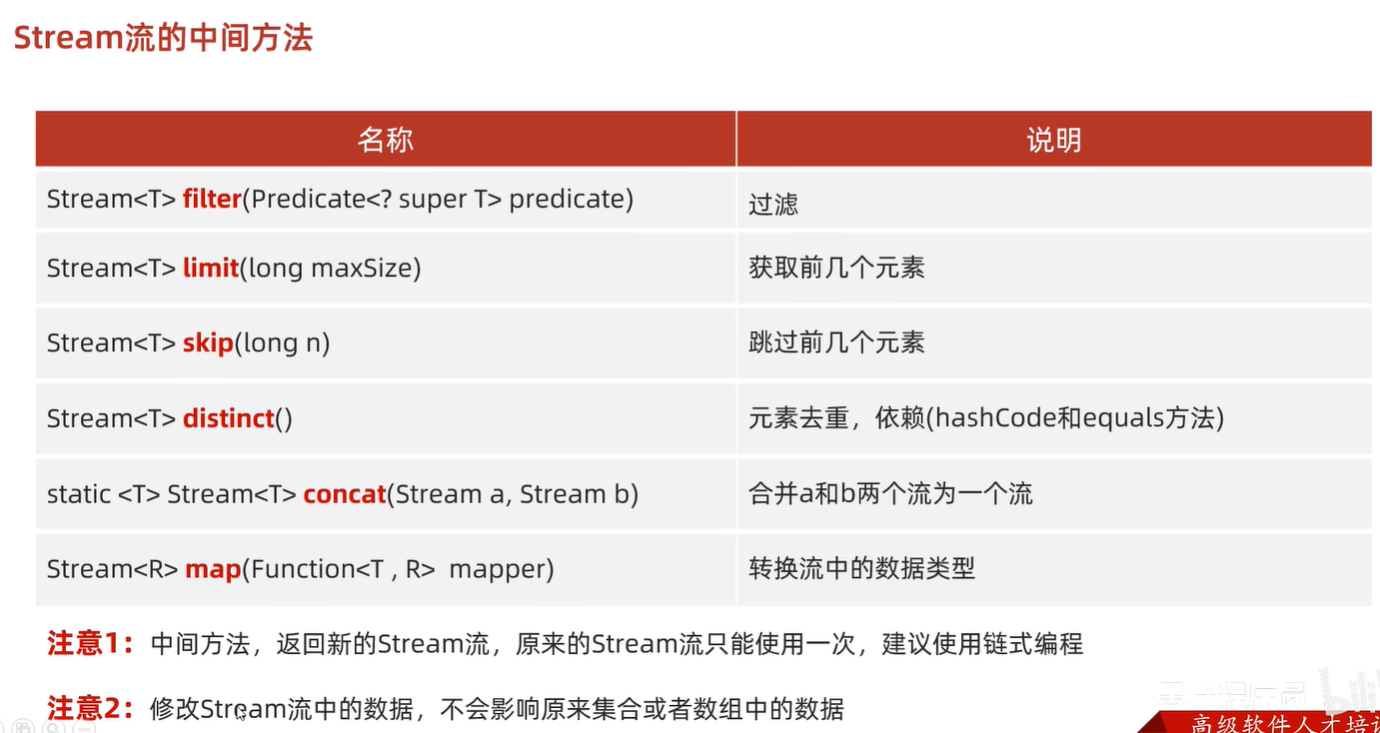 Stream流的中间方法
名称 说明
Stream<T> filter(Predicate<? super T> predicate) 过滤
Stream<T> limit(long maxSize) 获取前几个元素
Stream<T> skip(long n) 跳过前几个元素
Stream<T> distinct() 元素去重，依赖(hashCode和equals方法)
static <T> Stream<T> concat(Stream a, Stream b) 合并a和b两个流为一个流
Stream<R> map(Function<T , R> mapper) 转换流中的数据类型
注意1：中间方法，返回新的Stream流，原来的Stream流只能使用一次，建议使用链式编程
注意2：修改Stream流中的数据，不会影响原来集合或者数组中的数据
高级软件人才培